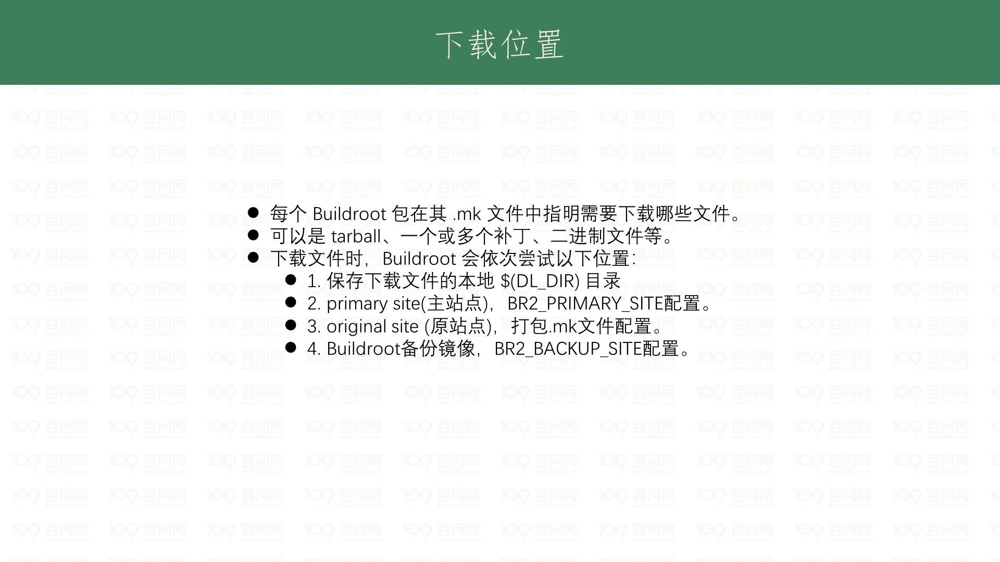 下载位置
● 每个 Buildroot 包在其 .mk 文件中指明需要下载哪些文件。
● 可以是 tarball、一个或多个补丁、二进制文件等。
● 下载文件时，Buildroot 会依次尝试以下位置：
● 1. 保存下载文件的本地 $(DL_DIR) 目录
● 2. primary site(主站点)，BR2_PRIMARY_SITE配置。
● 3. original site (原站点)，打包.mk文件配置。
● 4. Buildroot备份镜像，BR2_BACKUP_SITE配置。